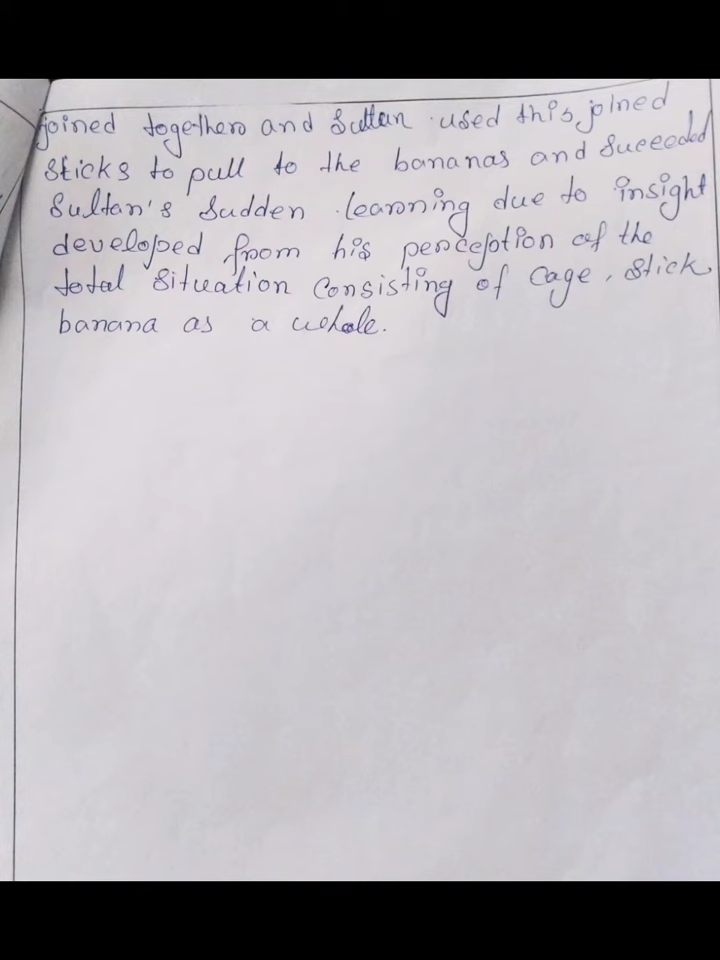 joined together and Sultan used this joined
sticks to pull to the bananas and suceeded
Sultan's sudden learning due to insight
developed from his perception of the
total situation consisting of cage, stick,
banana as a whole.